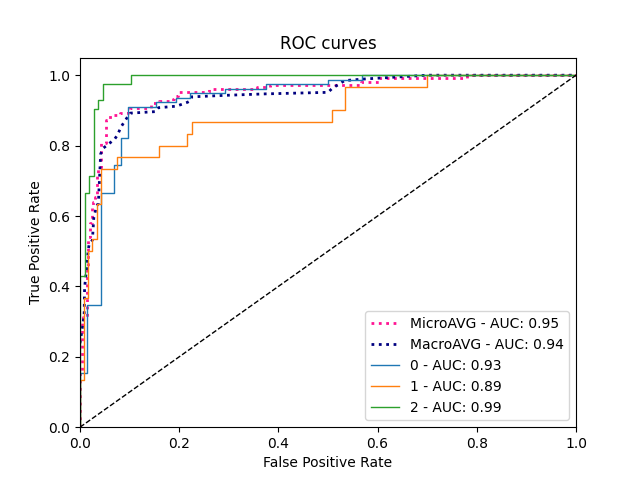 ROC curves
True Positive Rate
1.0
0.8
0.6
0.4
0.2
0.0
MicroAVG - AUC: 0.95
MacroAVG - AUC: 0.94
0 - AUC: 0.93
1 - AUC: 0.89
2 - AUC: 0.99
0.0 0.2 0.4 0.6 0.8 1.0
False Positive Rate